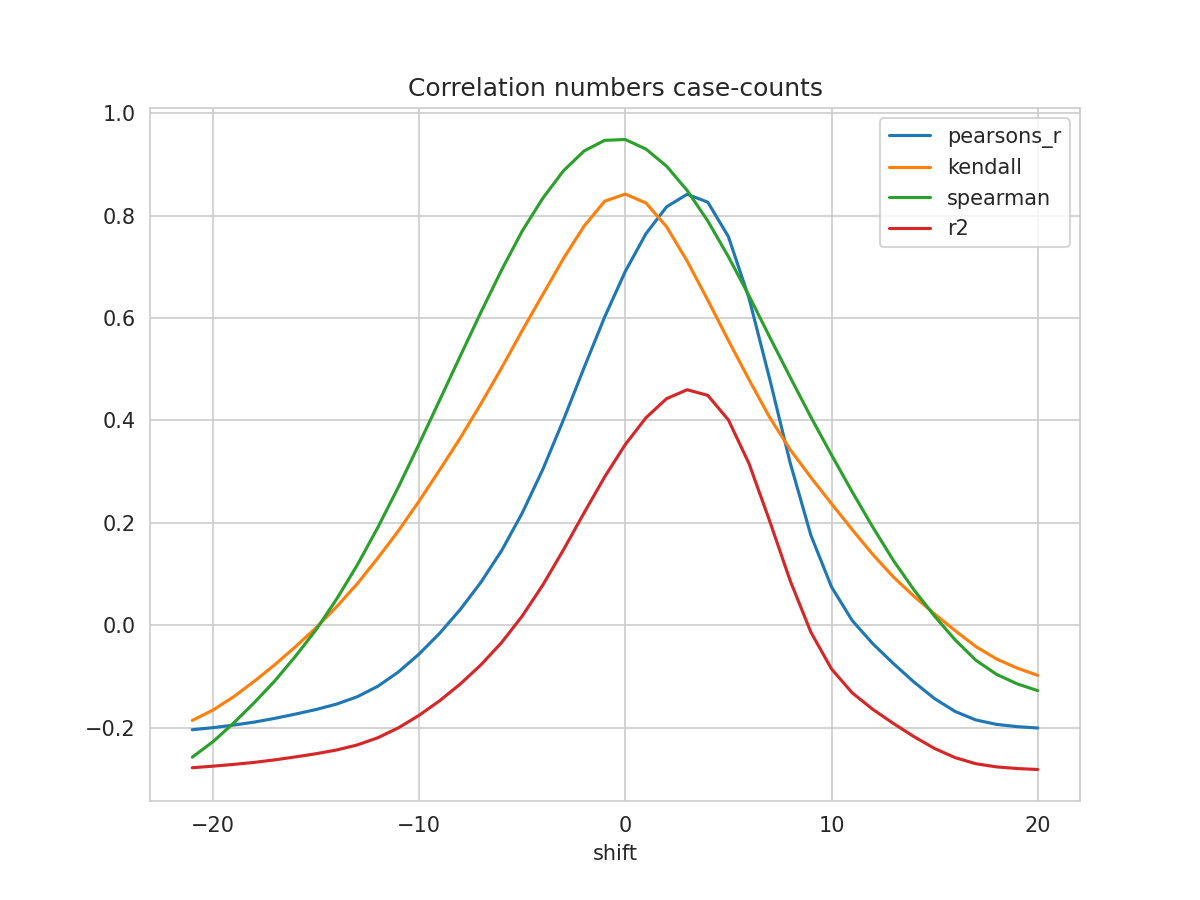 Correlation numbers case-counts
1.0
0.8
0.6
0.4
0.2
0.0
−0.2
pearsons_r
kendall
spearman
r2
−20 −10 0 10 20
shift